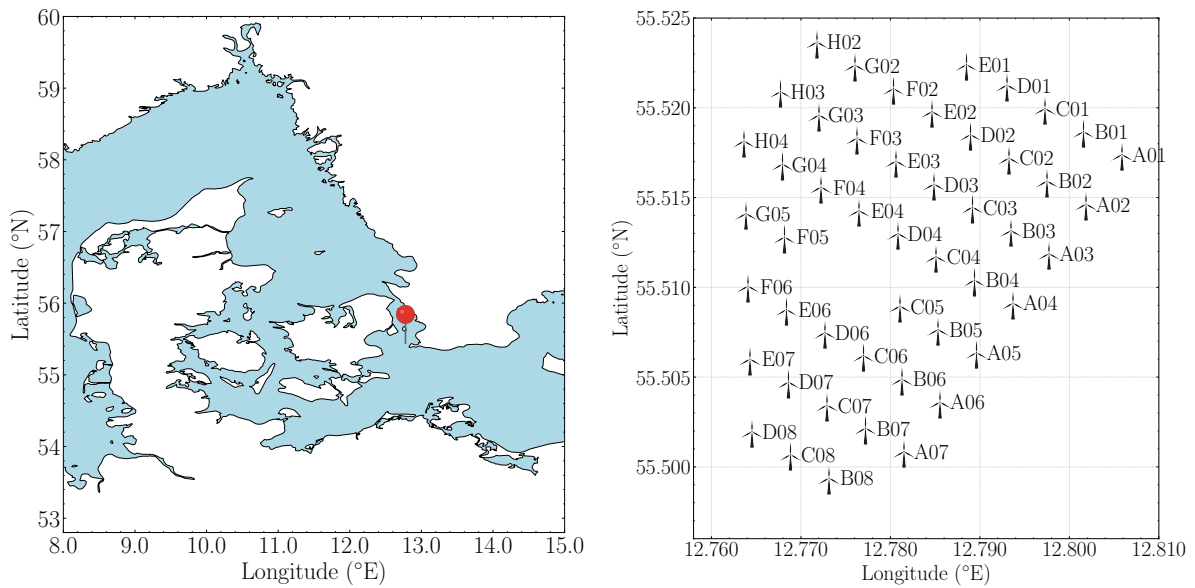 60
59
58
57
56
55
54
53
8.0 9.0 10.0 11.0 12.0 13.0 14.0 15.0
Latitude (°N)
Longitude (°E)
55.525
55.520
55.515
55.510
55.505
55.500
12.760 12.770 12.780 12.790 12.800 12.810
Latitude (°N)
Longitude (°E)
H02
G02
E01
F02
D01
H03
G03
E02
C01
H04
F03
D02
B01
G04
E03
C02
A01
F04
D03
B02
G05
E04
C03
A02
F05
D04
B03
C04
A03
F06
B04
E06
C05
A04
D06
B05
E07
C06
A05
D07
B06
C07
A06
D08
B07
C08
A07
B08